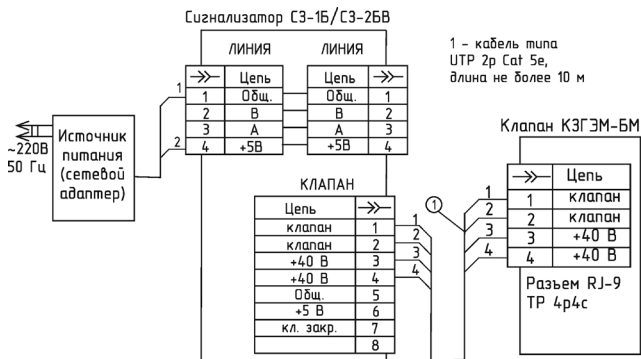 Сигнализатор СЗ-1Б/СЗ-2БВ
ЛИНИЯ
ЛИНИЯ
Цепь
Цепь
1 Общ. Общ. 1
2 В В 2
3 А А 3
4 +5В +5В 4
1
2
~220В
50 Гц
Источник
питания
(сетевой
адаптер)
1 - кабель типа
UTP 2р Cat 5e,
длина не более 10 м
КЛАПАН
Цепь
клапан 1
клапан 2
+40 В 3
+40 В 4
Общ. 5
+5 В 6
кл. закр. 7
8
1
2
3
4
1
1
2
3
4
Клапан КЗГЭМ-БМ
Цепь
1 клапан
2 клапан
3 +40 В
4 +40 В
Разъем RJ-9
TP 4p4c